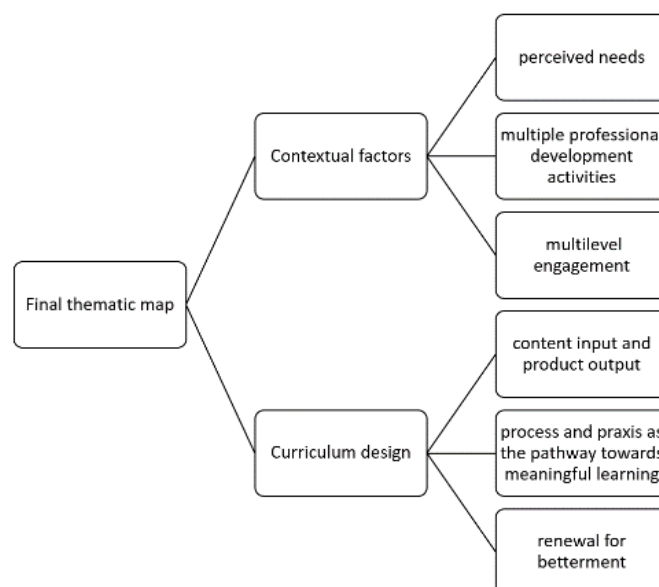 perceived needs
multiple professiona
development
activities
Contextual factors
multilevel
engagement
Final thematic map
content input and
product output
process and praxis as
the pathway towards
meaningful learning
Curriculum design
renewal for
betterment